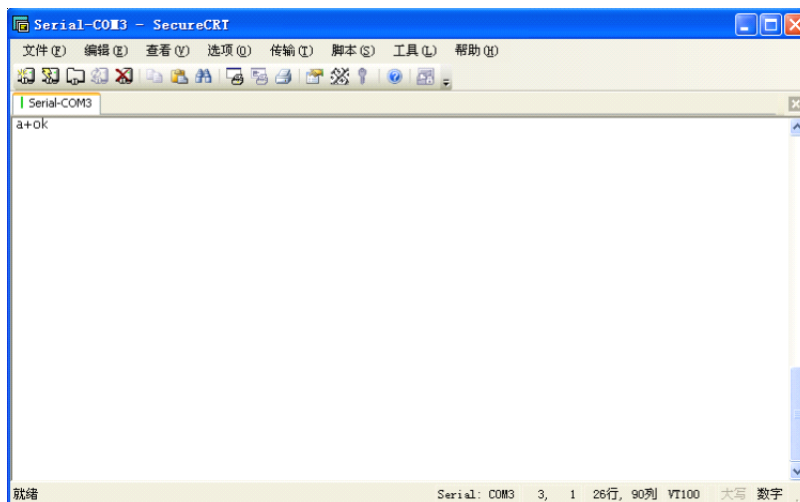 Serial-COM3 - SecureCRT
文件(F) 编辑(E) 查看(V) 选项(O) 传输(T) 脚本(S) 工具(L) 帮助(H)
Serial-COM3
a+ok
就绪 Serial: COM3 3, 1 26行, 90列 VT100 大写 数字